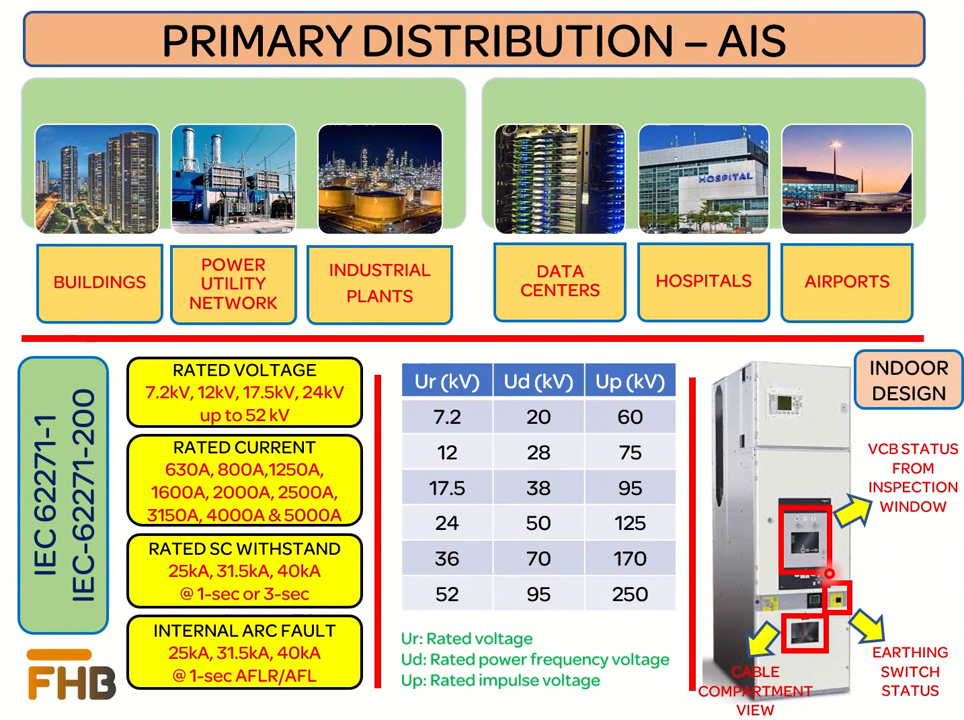 PRIMARY DISTRIBUTION – AIS
HOSPITAL
BUILDINGS
POWER
UTILITY
NETWORK
INDUSTRIAL
PLANTS
DATA
CENTERS
HOSPITALS
AIRPORTS
IEC 62271-1
IEC-62271-200
RATED VOLTAGE
7.2kV, 12kV, 17.5kV, 24kV
up to 52 kV
RATED CURRENT
630A, 800A,1250A,
1600A, 2000A, 2500A,
3150A, 4000A & 5000A
RATED SC WITHSTAND
25kA, 31.5kA, 40kA
@ 1-sec or 3-sec
INTERNAL ARC FAULT
25kA, 31.5kA, 40kA
@ 1-sec AFLR/AFL
FHB
Ur (kV) Ud (kV) Up (kV)
7.2 20 60
12 28 75
17.5 38 95
24 50 125
36 70 170
52 95 250
Ur: Rated voltage
Ud: Rated power frequency voltage
Up: Rated impulse voltage
INDOOR
DESIGN
VCB STATUS
FROM
INSPECTION
WINDOW
EARTHING
SWITCH
STATUS
CABLE
COMPARTMENT
VIEW